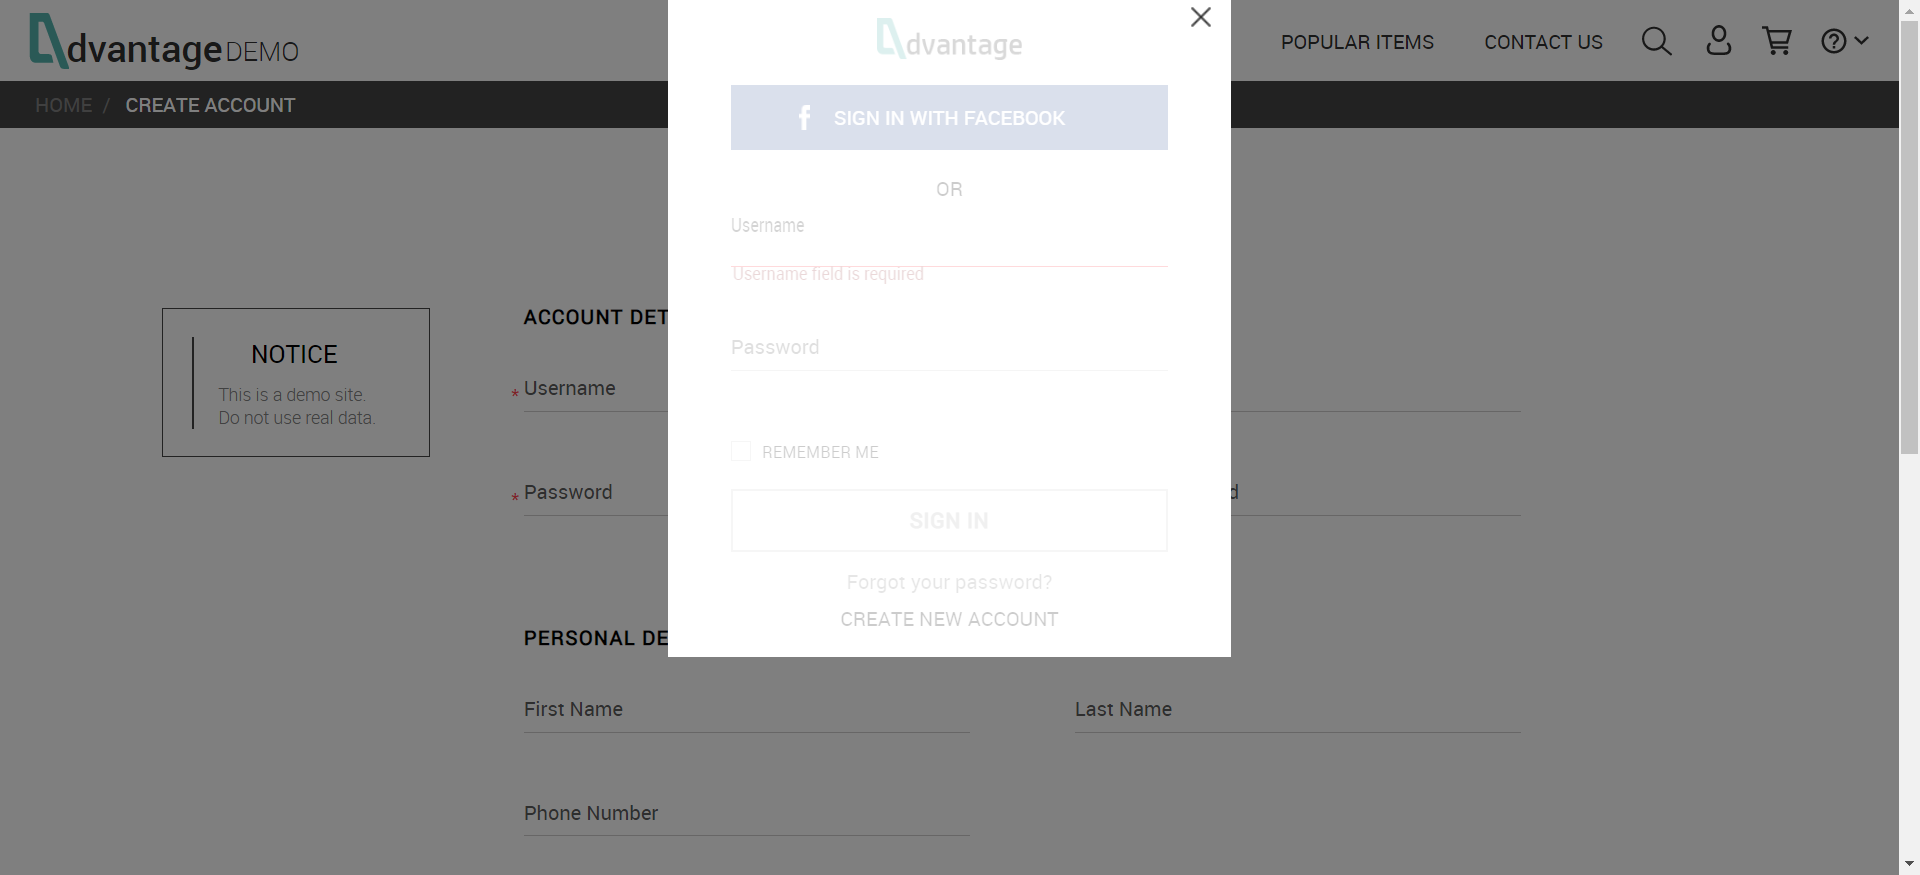 dvantage DEMO
POPULAR ITEMS
CONTACT US
HOME / CREATE ACCOUNT
dvantage
f SIGN IN WITH FACEBOOK
OR
Username
Username field is required
Password
REMEMBER ME
SIGN IN
Forgot your password?
CREATE NEW ACCOUNT
NOTICE
This is a demo site.
Do not use real data.
ACCOUNT DET
* Username
* Password
d
PERSONAL DE
First Name
Last Name
Phone Number